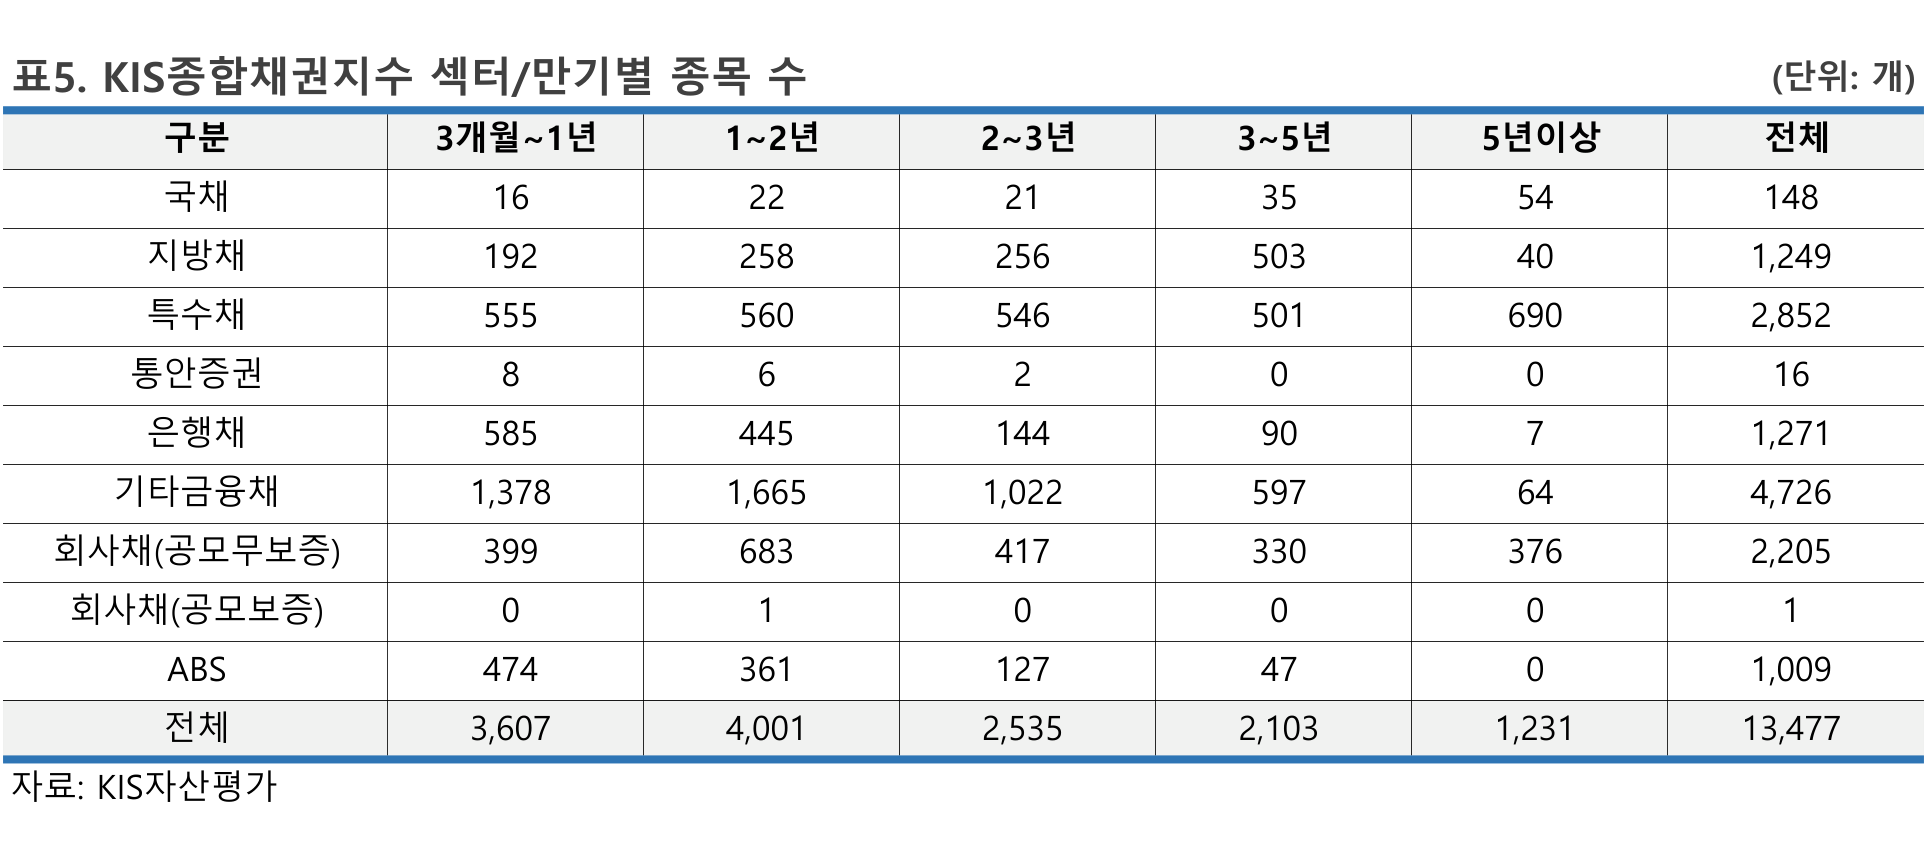 표5. KIS종합채권지수 섹터/만기별 종목 수 (단위: 개)
구분 3개월~1년 1~2년 2~3년 3~5년 5년이상 전체
국채 16 22 21 35 54 148
지방채 192 258 256 503 40 1,249
특수채 555 560 546 501 690 2,852
통안증권 8 6 2 0 0 16
은행채 585 445 144 90 7 1,271
기타금융채 1,378 1,665 1,022 597 64 4,726
회사채(공모무보증) 399 683 417 330 376 2,205
회사채(공모보증) 0 1 0 0 0 1
ABS 474 361 127 47 0 1,009
전체 3,607 4,001 2,535 2,103 1,231 13,477
자료: KIS자산평가